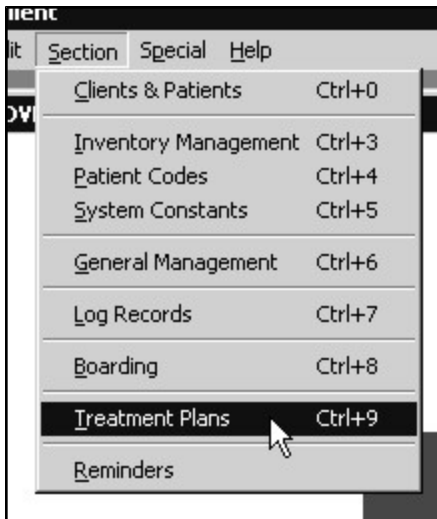 lient
lit Section Special Help
Clients & Patients Ctrl+0
Inventory Management Ctrl+3
Patient Codes Ctrl+4
System Constants Ctrl+5
General Management Ctrl+6
Log Records Ctrl+7
Boarding Ctrl+8
Treatment Plans Ctrl+9
Reminders